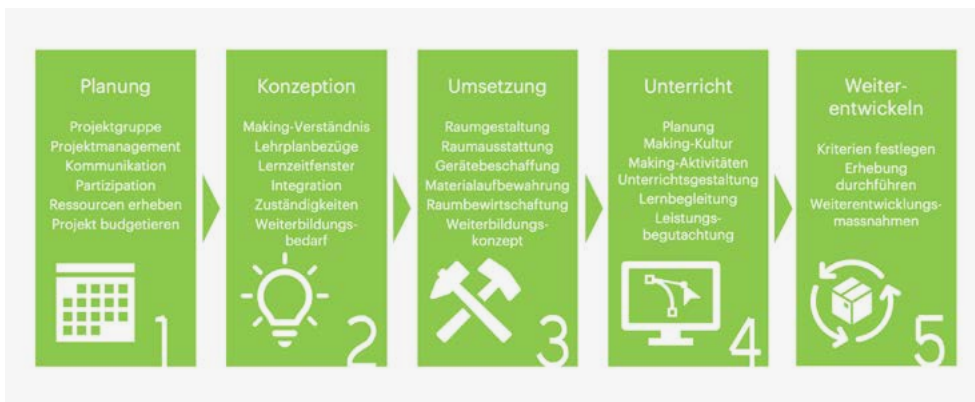 Planung
Projektgruppe
Projektmanagement
Kommunikation
Partizipation
Ressourcen erheben
Projekt budgetieren
1
Konzeption
Making-Verständnis
Lehrplanbezüge
Lernzeitfenster
Integration
Zuständigkeiten
Weiterbildungs-
bedarf
2
Umsetzung
Raumgestaltung
Raumausstattung
Gerätebeschaffung
Materialaufbewahrung
Raumbewirtschaftung
Weiterbildungs-
konzept
3
Unterricht
Planung
Making-Kultur
Making-Aktivitäten
Unterrichtsgestaltung
Lernbegleitung
Leistungs-
begutachtung
4
Weiter-
entwickeln
Kriterien festlegen
Erhebung
durchführen
Weiterentwicklungs-
massnahmen
5